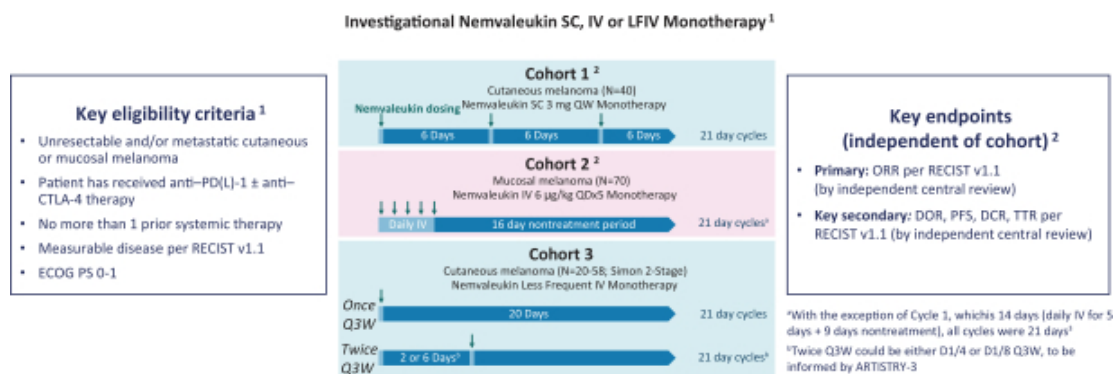 Investigational Nemvaleukin SC, IV or LFIV Monotherapy 1
Key eligibility criteria 1
• Unresectable and/or metastatic cutaneous
or mucosal melanoma
• Patient has received anti–PD(L)-1 ± anti–
CTLA-4 therapy
• No more than 1 prior systemic therapy
• Measurable disease per RECIST v1.1
• ECOG PS 0-1
Cohort 1 2
Cutaneous melanoma (N=40)
Nemvaleukin SC 3 mg QW Monotherapy
Nemvaleukin dosing
6 Days 6 Days 6 Days 21 day cycles
Cohort 2 2
Mucosal melanoma (N=70)
Nemvaleukin IV 6 µg/kg QDx5 Monotherapy
Daily IV 16 day nontreatment period 21 day cyclesa
Cohort 3
Cutaneous melanoma (N=20-58; Simon 2-Stage)
Nemvaleukin Less Frequent IV Monotherapy
Once
Q3W
20 Days 21 day cycles
Twice
Q3W
2 or 6 Daysb 21 day cyclesb
Key endpoints
(independent of cohort) 2
• Primary: ORR per RECIST v1.1
(by independent central review)
• Key secondary: DOR, PFS, DCR, TTR per
RECIST v1.1 (by independent central review)
aWith the exception of Cycle 1, whichis 14 days [daily IV for 5
days + 9 days nontreatment], all cycles were 21 days3
bTwice Q3W could be either D1/4 or D1/8 Q3W, to be
informed by ARTISTRY-3